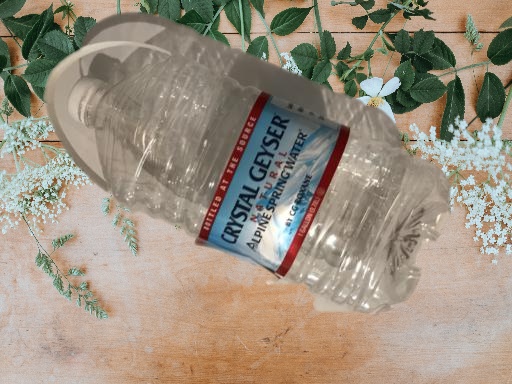 BOTTLED AT THE SOURCE
CRYSTAL GEYSER
NATURAL
ALPINE SPRING WATER